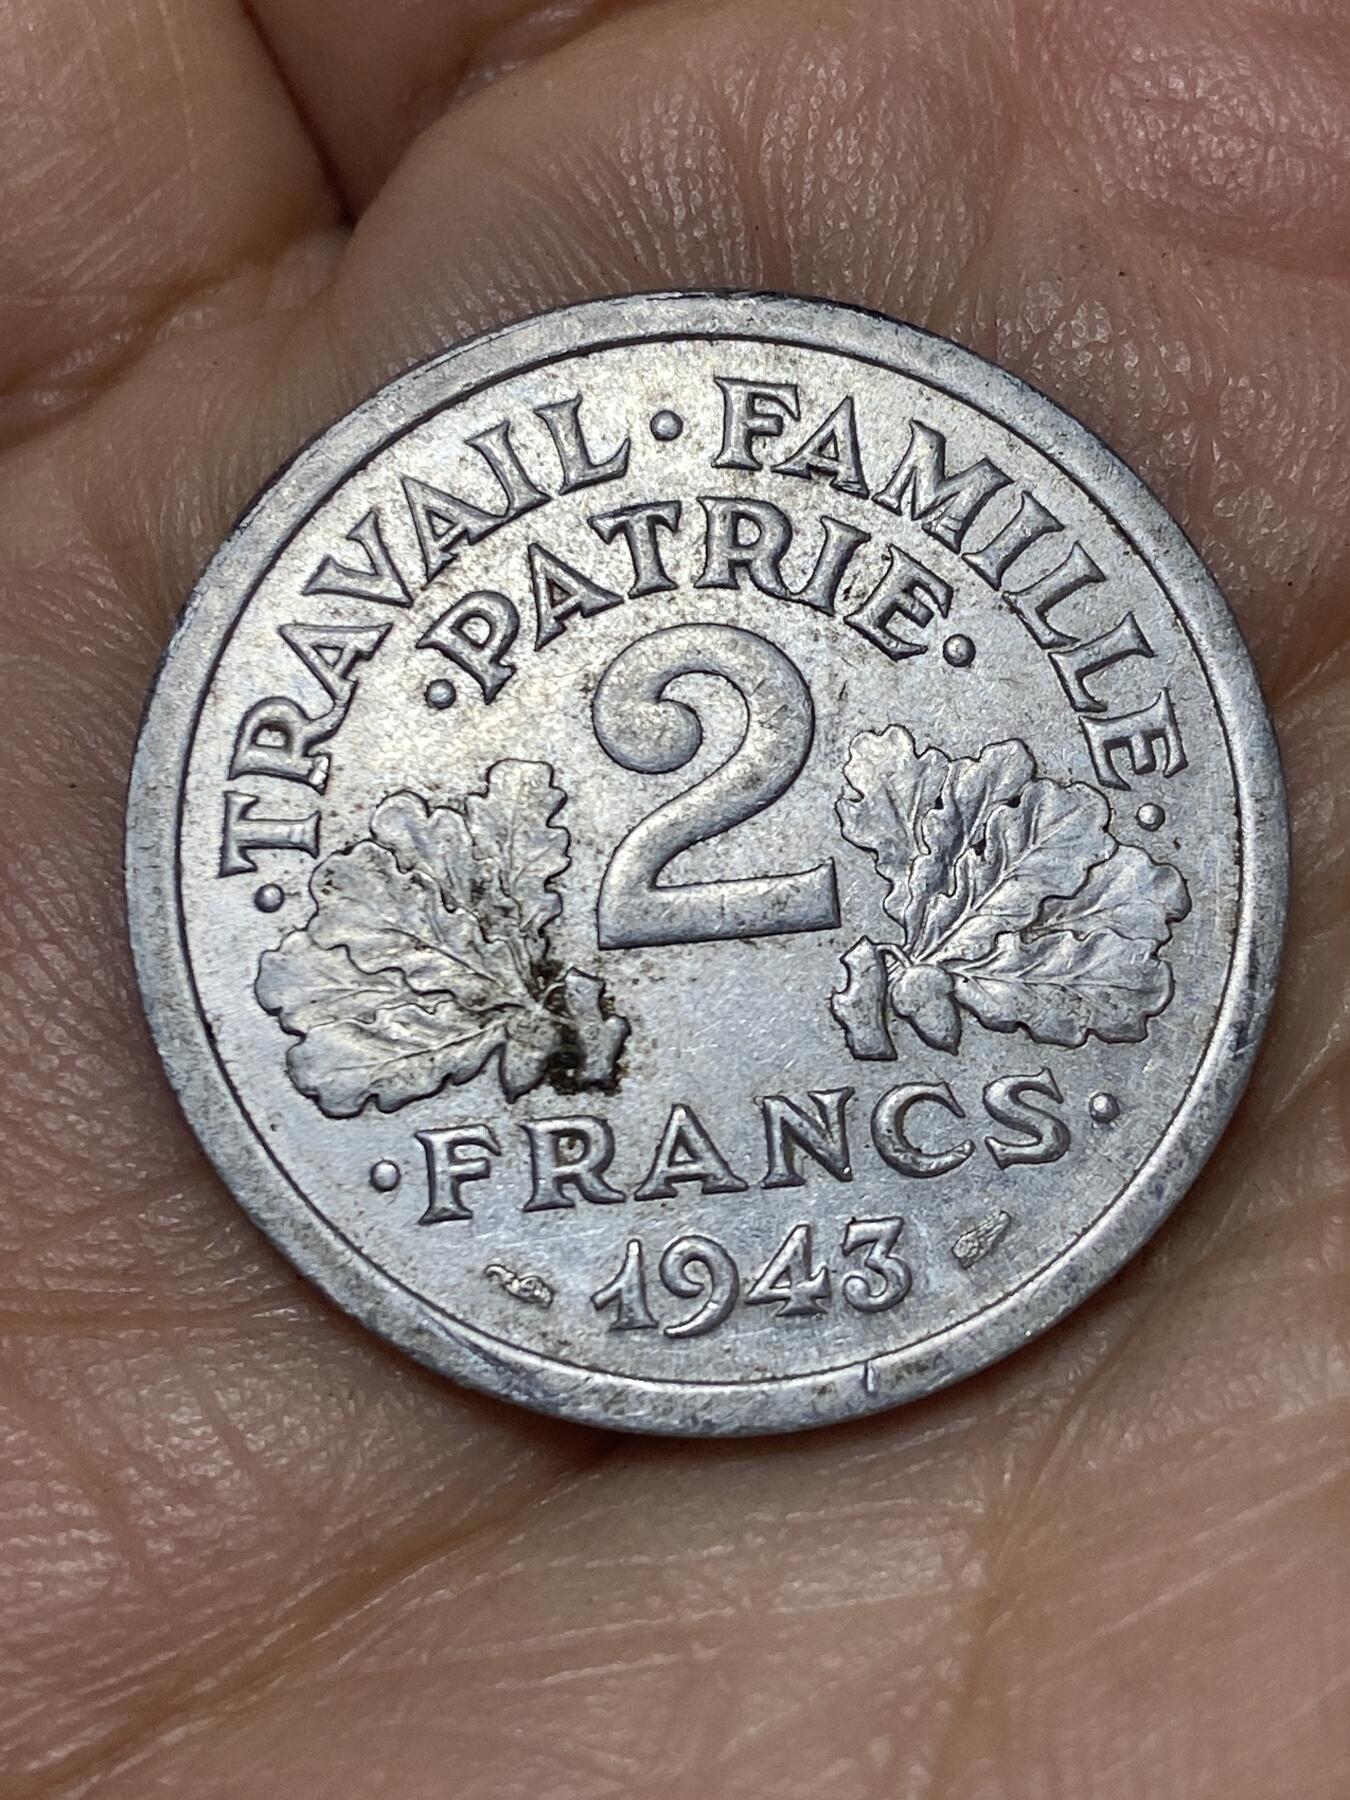 ·TRAVAIL·FAMILLE·
·PATRIE·
2
·FRANCS·
1943